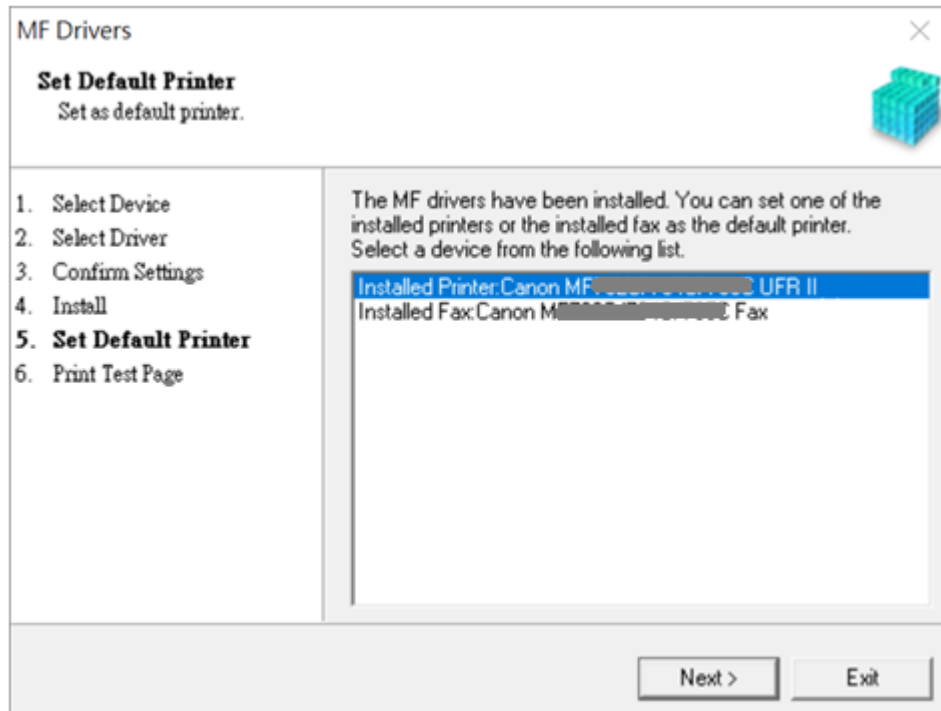 MF Drivers
Set Default Printer
Set as default printer.
1. Select Device
2. Select Driver
3. Confirm Settings
4. Install
5. Set Default Printer
6. Print Test Page
The MF drivers have been installed. You can set one of the
installed printers or the installed fax as the default printer.
Select a device from the following list.
Installed Printer:Canon UFR II
Installed Fax:Canon Fax
Next >
Exit